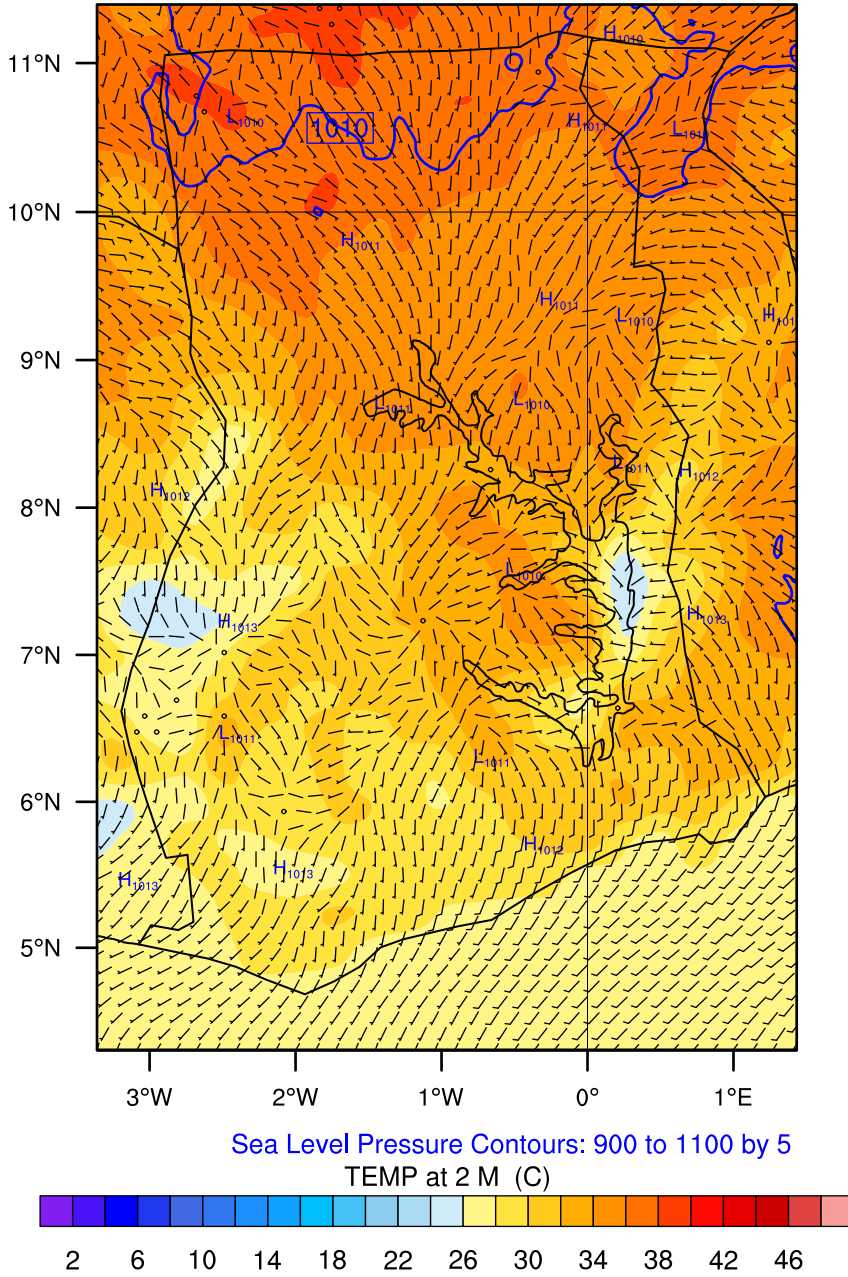 11°N
H1010
L1010
1010
H1011
L101
10°N
H1011
H1011
L1010
H101
9°N
L1011
L1010
L1011
H1012
8°N
H1012
L1010
H1013
H1013
7°N
L1011
L1011
6°N
H1012
H1013
H1013
5°N
3°W 2°W 1°W 0° 1°E
Sea Level Pressure Contours: 900 to 1100 by 5
TEMP at 2 M (C)
2 6 10 14 18 22 26 30 34 38 42 46